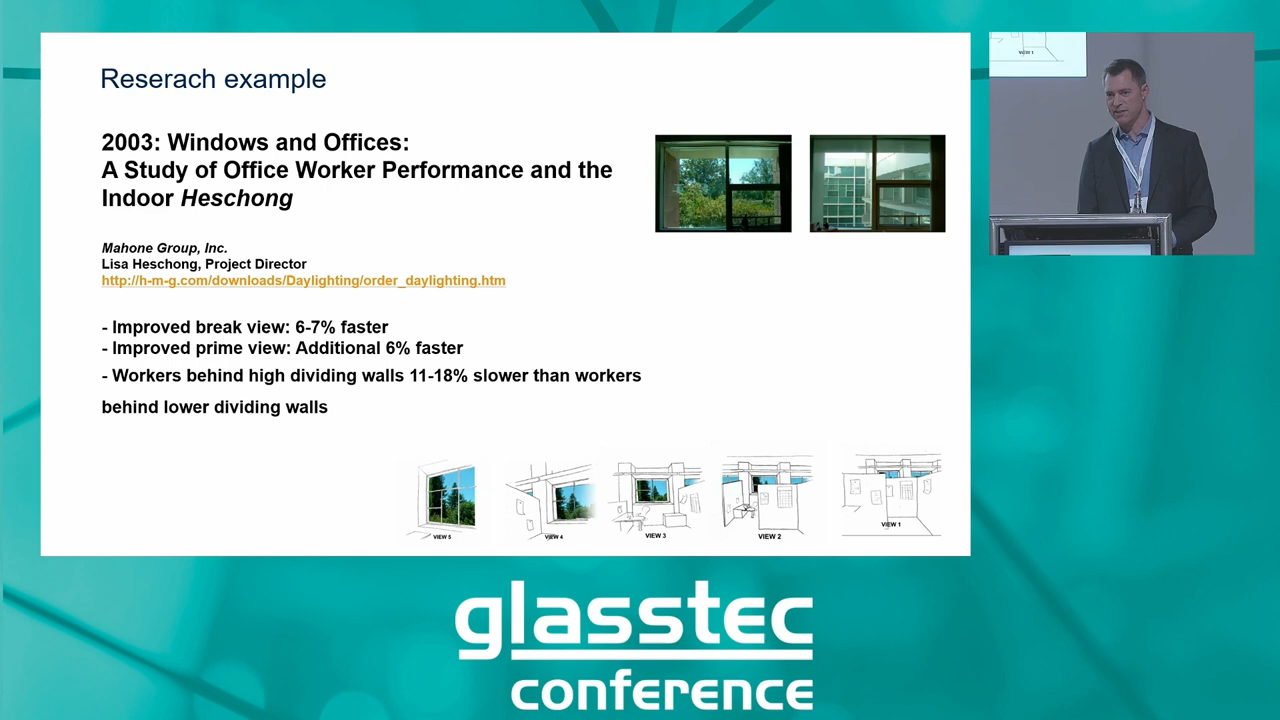 Reserach example
2003: Windows and Offices:
A Study of Office Worker Performance and the
Indoor Heschong
Mahone Group, Inc.
Lisa Heschong, Project Director
http://h-m-g.com/downloads/Daylighting/order_daylighting.htm
- Improved break view: 6-7% faster
- Improved prime view: Additional 6% faster
- Workers behind high dividing walls 11-18% slower than workers
behind lower dividing walls
VIEW 5
VIEW 4
VIEW 3
VIEW 2
VIEW 1
VIEW 1
glasstec
conference